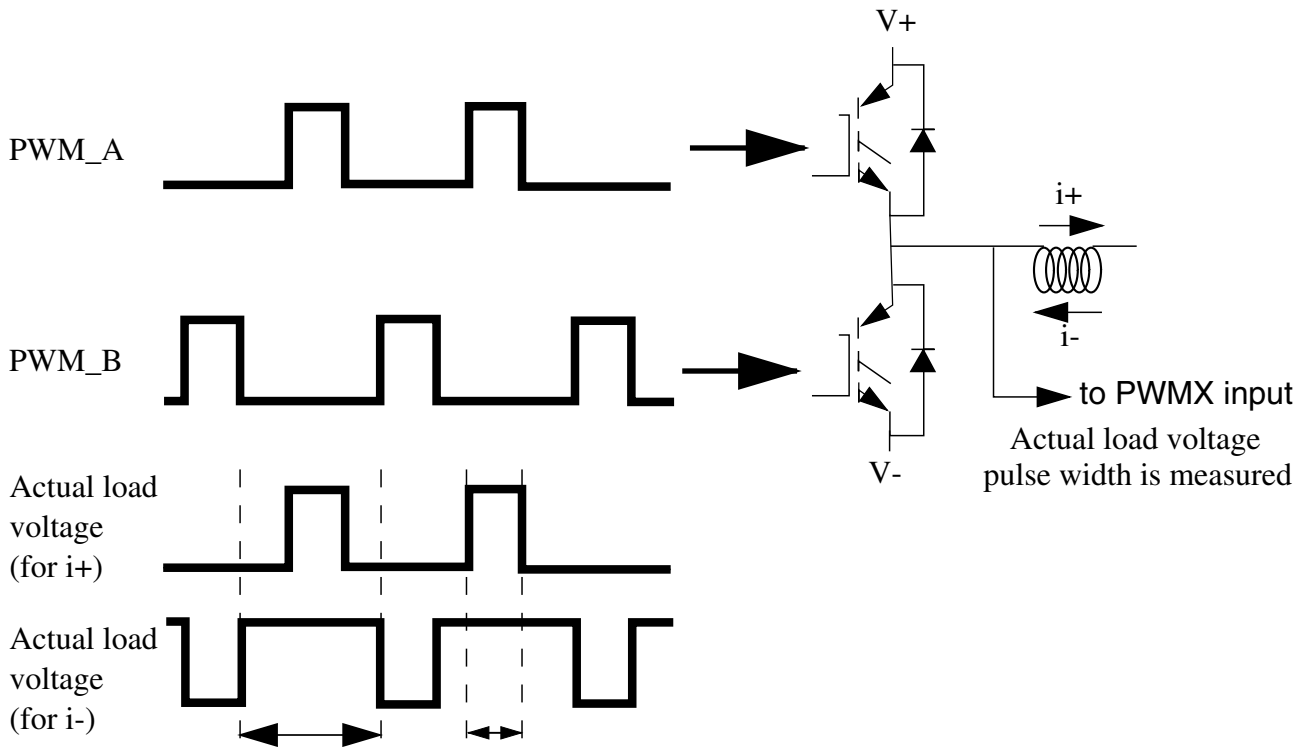 V+
PWM_A
i+
PWM_B
i-
to PWMX input
Actual load voltage
pulse width is measured
V-
Actual load
voltage
(for i+)
Actual load
voltage
(for i-)